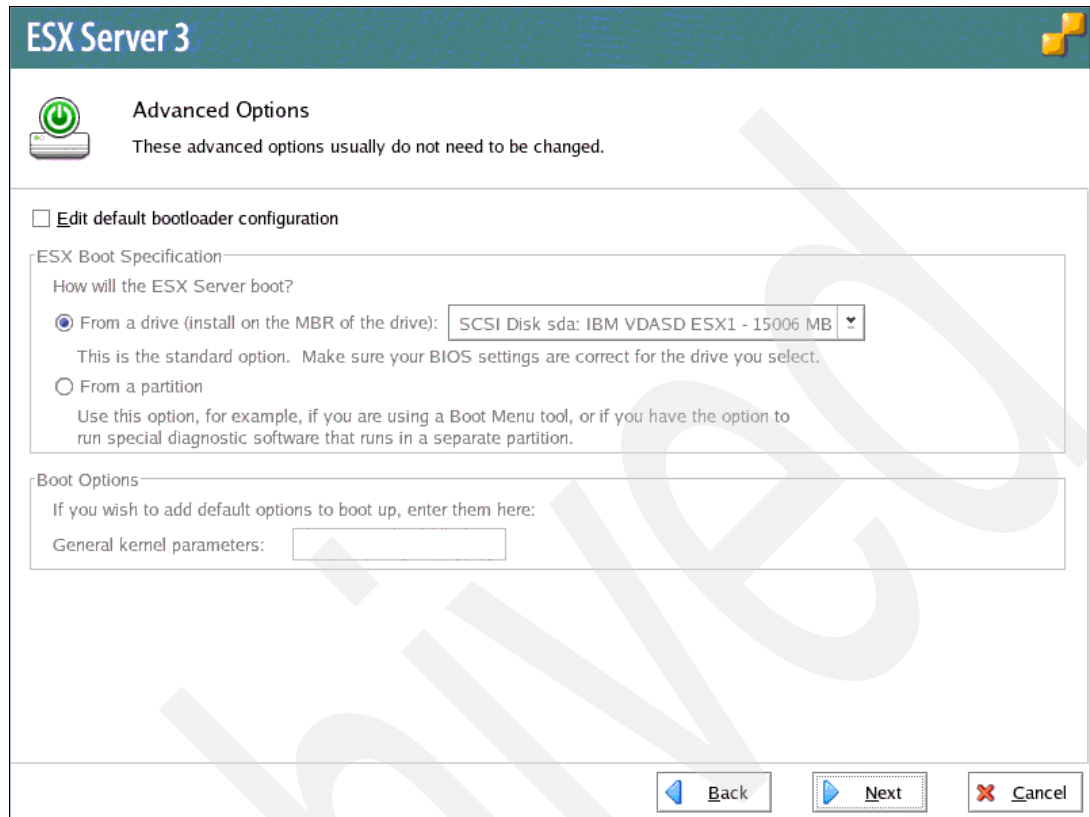 ESX Server 3
Advanced Options
These advanced options usually do not need to be changed.
Edit default bootloader configuration
ESX Boot Specification
How will the ESX Server boot?
From a drive (install on the MBR of the drive): SCSI Disk sda: IBM VDASD ESX1 - 15006 MB
This is the standard option. Make sure your BIOS settings are correct for the drive you select.
From a partition
Use this option, for example, if you are using a Boot Menu tool, or if you have the option to
run special diagnostic software that runs in a separate partition.
Boot Options
If you wish to add default options to boot up, enter them here:
General kernel parameters:
Back Next Cancel
hived